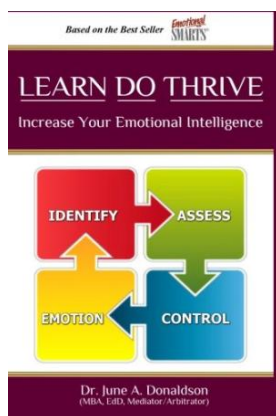 Based on the Best Seller Emotional
SMARTS
LEARN DO THRIVE
Increase Your Emotional Intelligence
IDENTIFY ASSESS
EMOTION CONTROL
Dr. June A. Donaldson
(MBA, EdD, Mediator/Arbitrator)